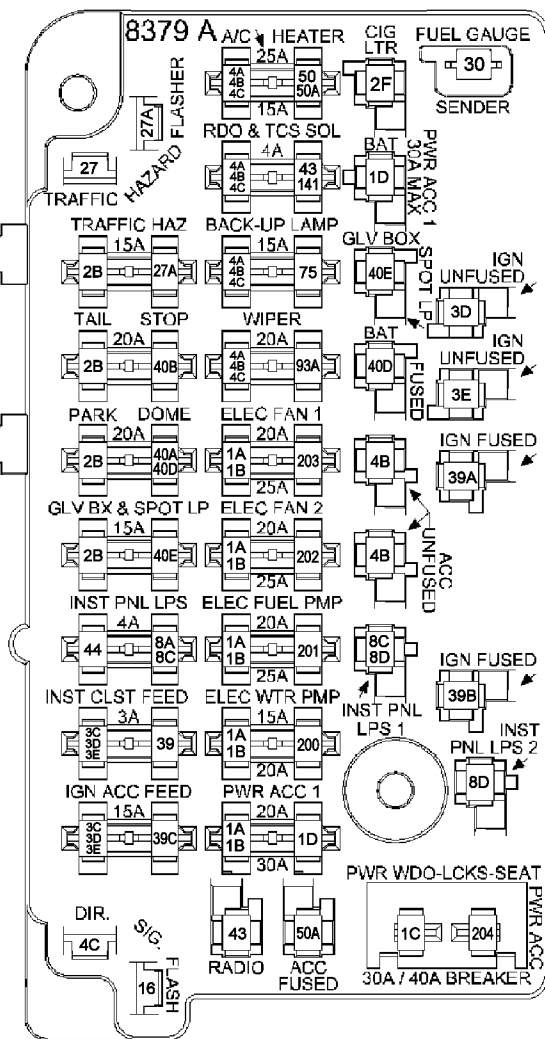 8379 A
A/C HEATER
25A
4A
4B
4C
50
50A
15A
CIG
LTR
2F
FUEL GAUGE
30
SENDER
27A
FLASHER
HAZARD
27
TRAFFIC
RDO & TCS SOL
4A
4A
4B
4C
43
141
BAT
1D
PWR ACC 1
30A MAX
TRAFFIC HAZ
15A
2B
27A
BACK-UP LAMP
15A
4A
4B
4C
75
GLV BOX
SPOT LP
40E
IGN
UNFUSED
3D
TAIL STOP
20A
2B
40B
WIPER
20A
4A
4B
4C
93A
BAT
FUSED
40D
IGN
UNFUSED
3E
PARK DOME
20A
2B
40A
40D
ELEC FAN 1
20A
1A
1B
203
25A
4B
IGN FUSED
39A
GLV BX & SPOT LP
15A
2B
40E
ELEC FAN 2
20A
1A
1B
202
25A
4B
ACC
UNFUSED
INST PNL LPS
4A
44
8A
8C
ELEC FUEL PMP
20A
1A
1B
201
25A
8C
8D
INST PNL
LPS 1
IGN FUSED
39B
INST CLST FEED
3A
3C
3D
3E
39
ELEC WTR PMP
15A
1A
1B
200
20A
INST
PNL LPS 2
8D
IGN ACC FEED
15A
3C
3D
3E
39C
PWR ACC 1
20A
1A
1B
1D
30A
DIR.
4C
SIG.
FLASH
16
43
RADIO
50A
ACC
FUSED
PWR WDO-LCKS-SEAT
PWR ACC
1C
204
30A / 40A BREAKER